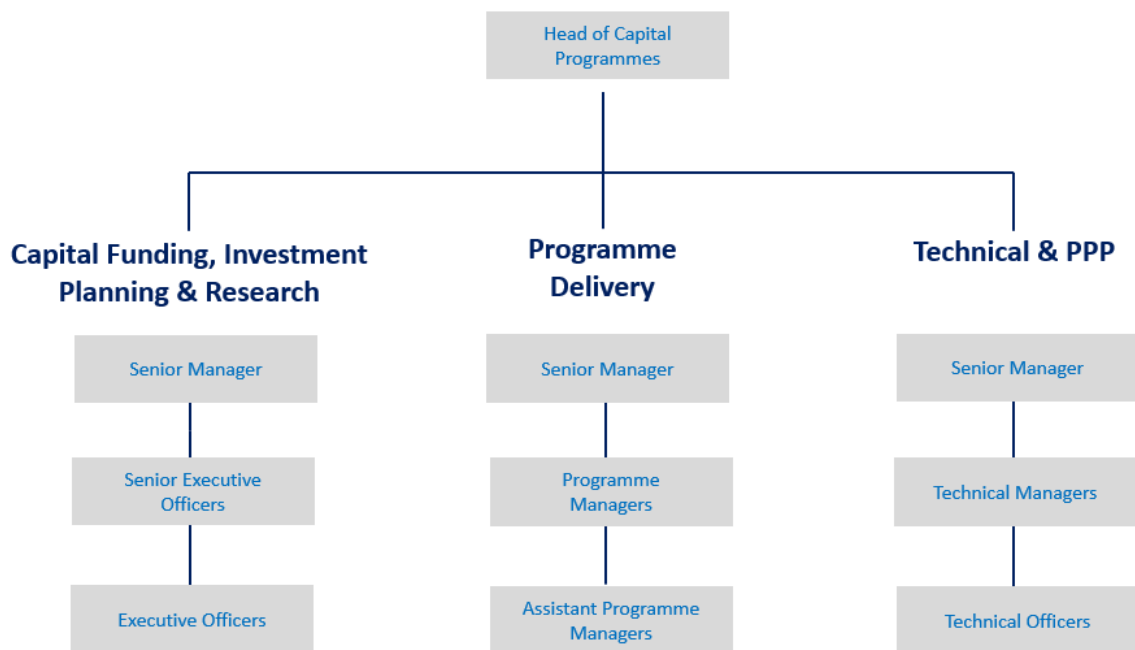 Head of Capital
Programmes
Capital Funding, Investment
Planning & Research
Programme
Delivery
Technical & PPP
Senior Manager
Senior Manager
Senior Manager
Senior Executive
Officers
Programme
Managers
Technical Managers
Executive Officers
Assistant Programme
Managers
Technical Officers